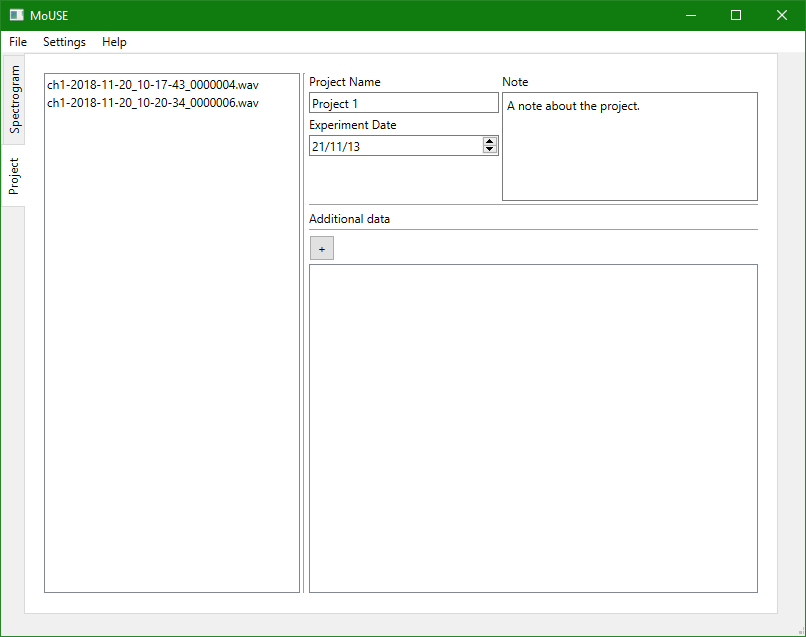 MoUSE
File Settings Help
Spectrogram
Project
ch1-2018-11-20_10-17-43_0000004.wav
ch1-2018-11-20_10-20-34_0000006.wav
Project Name
Project 1
Experiment Date
21/11/13
Note
A note about the project.
Additional data
+